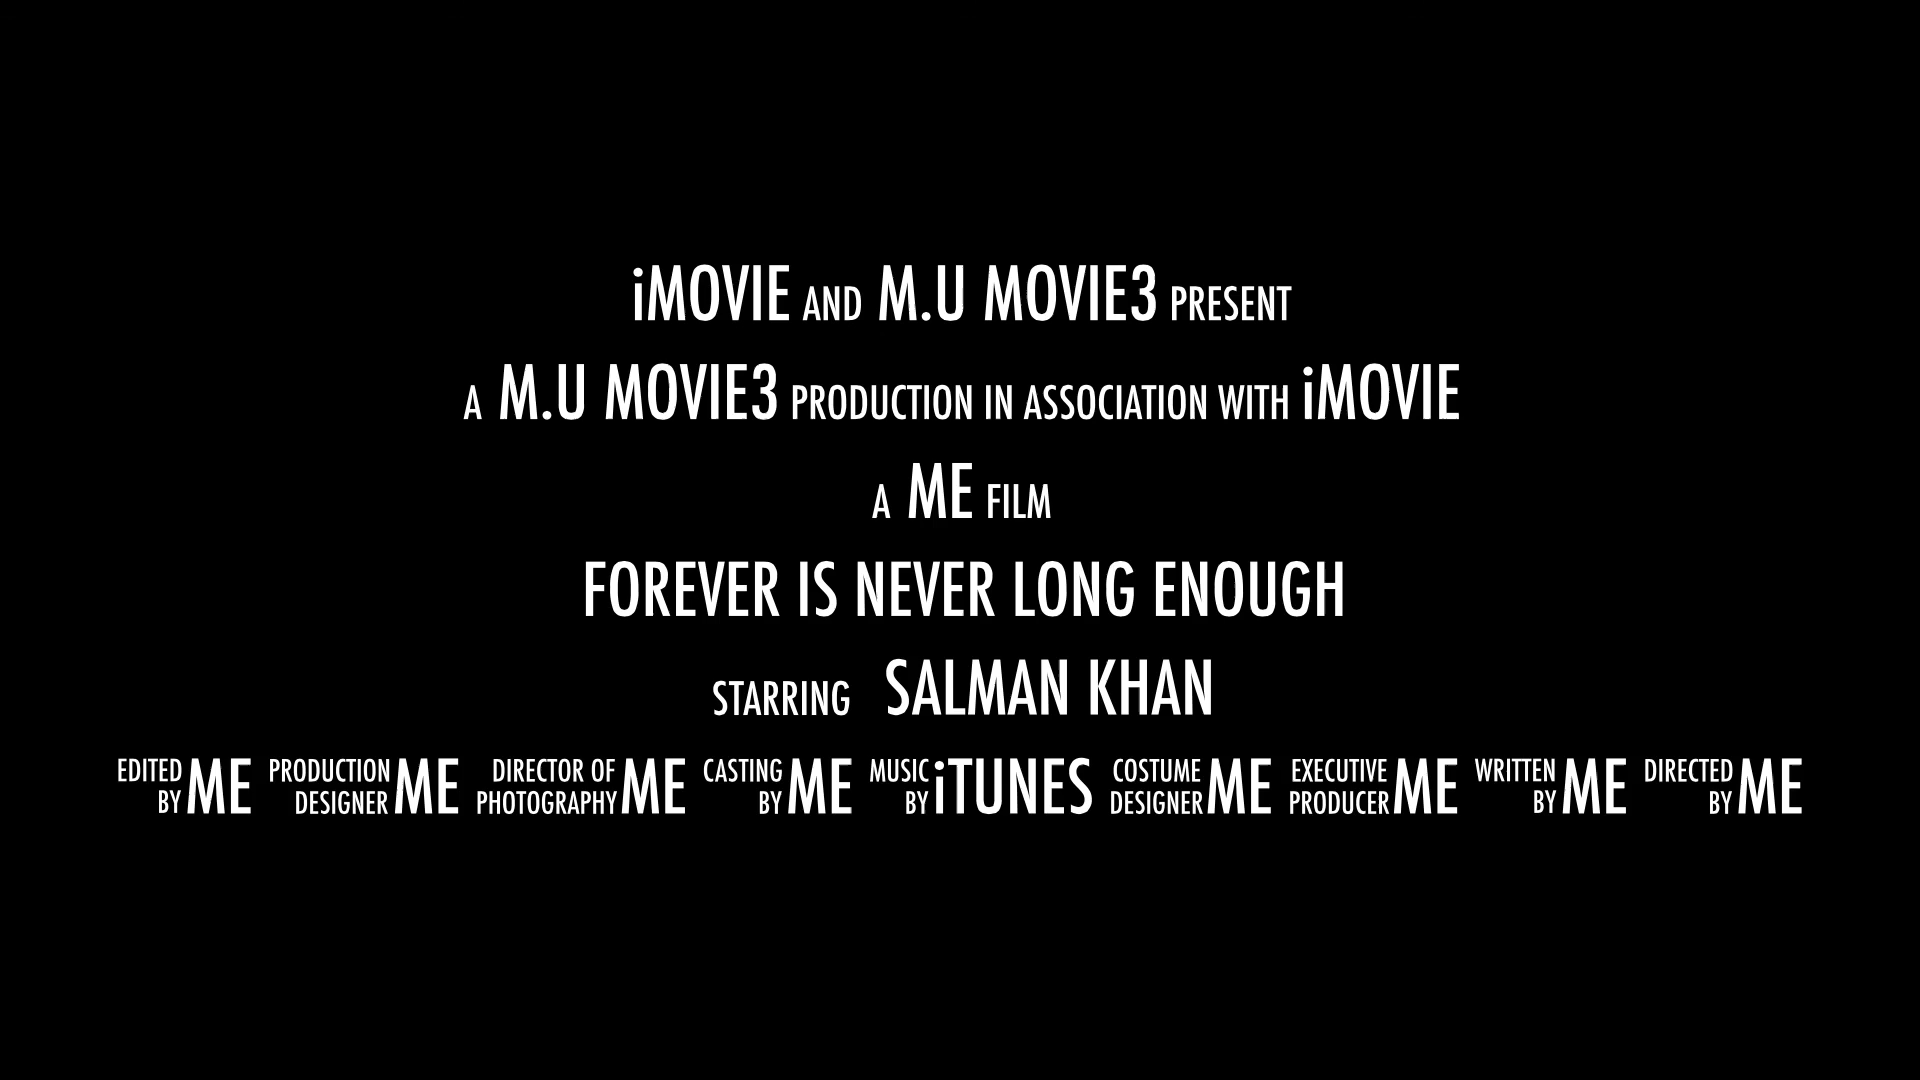 iMOVIE AND M.U MOVIE3 PRESENT
A M.U MOVIE3 PRODUCTION IN ASSOCIATION WITH iMOVIE
A ME FILM
FOREVER IS NEVER LONG ENOUGH
STARRING SALMAN KHAN
EDITED BY ME PRODUCTION DESIGNER ME DIRECTOR OF PHOTOGRAPHY ME CASTING BY ME MUSIC BY iTUNES COSTUME DESIGNER ME EXECUTIVE PRODUCER ME WRITTEN BY ME DIRECTED BY ME